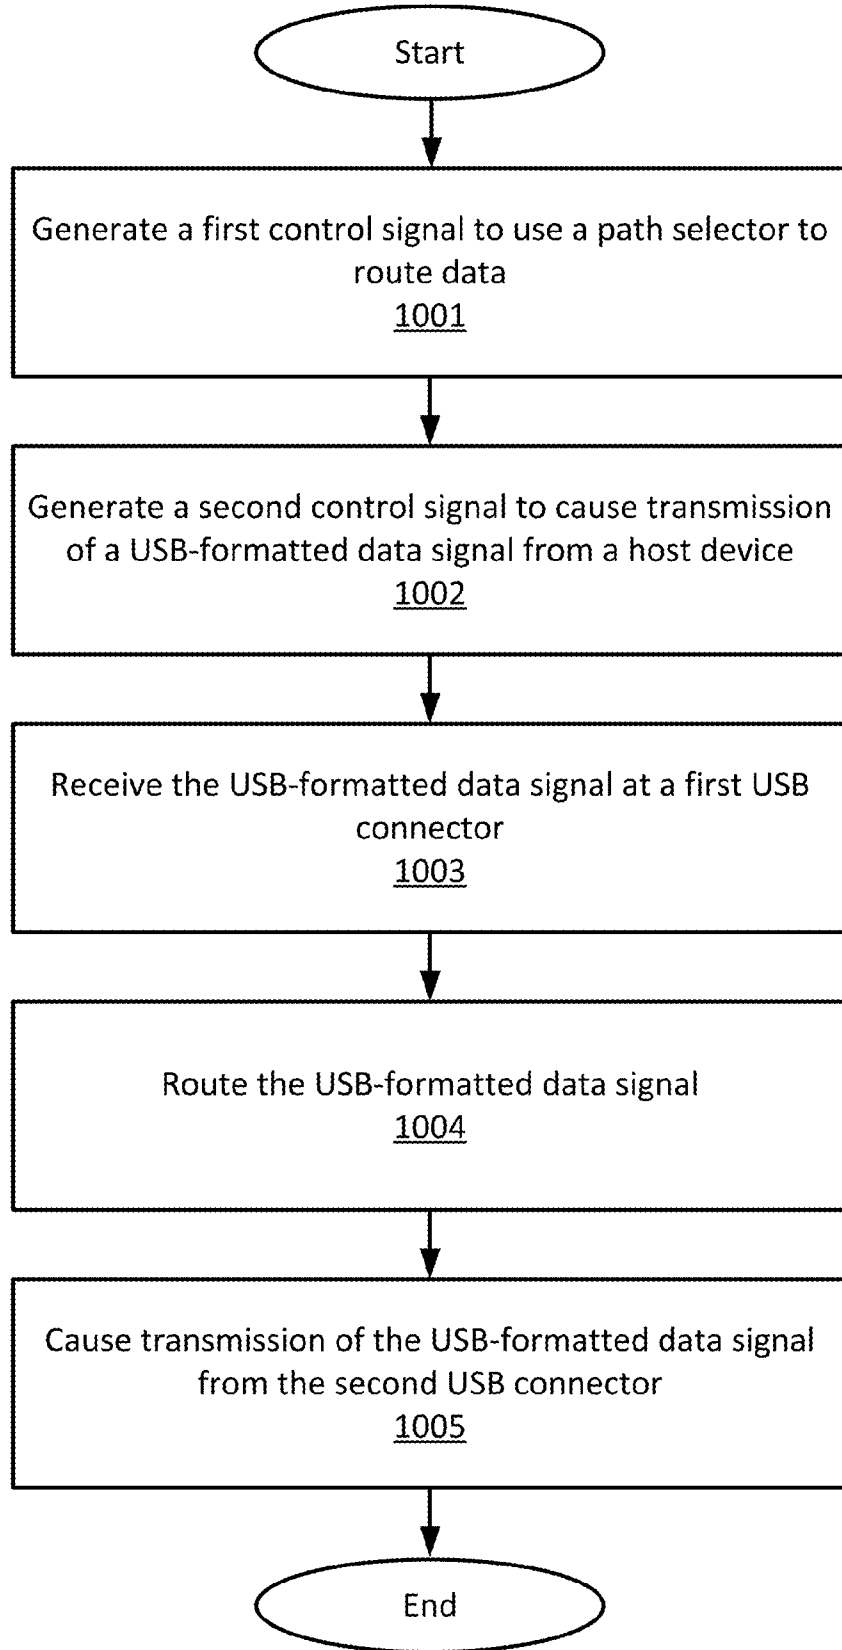 Start
Generate a first control signal to use a path selector to
route data
1001
Generate a second control signal to cause transmission
of a USB-formatted data signal from a host device
1002
Receive the USB-formatted data signal at a first USB
connector
1003
Route the USB-formatted data signal
1004
Cause transmission of the USB-formatted data signal
from the second USB connector
1005
End